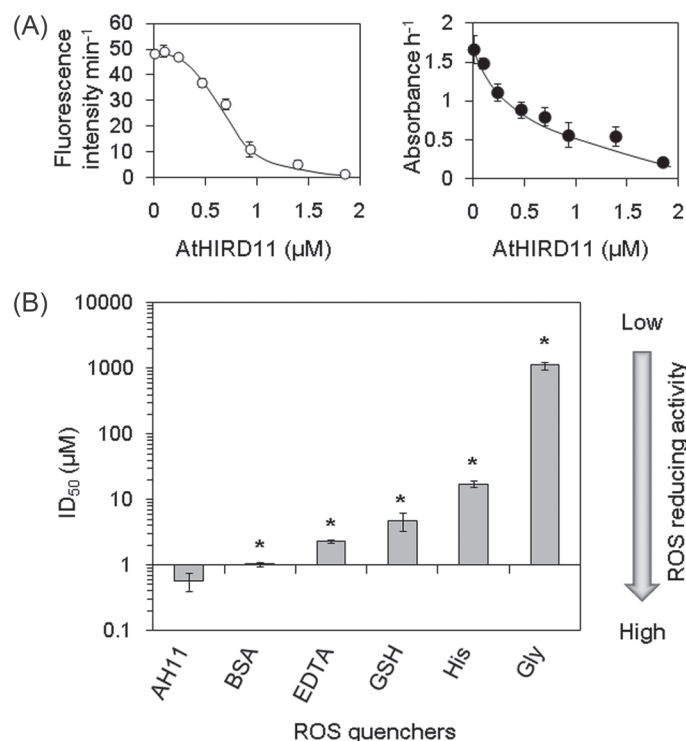 (A)
Fluorescence
intensity min⁻¹
60
50
40
30
20
10
0
0 0.5 1 1.5 2
AtHIRD11 (µM)
Absorbance h⁻¹
2
1.5
1
0.5
0
0 0.5 1 1.5 2
AtHIRD11 (µM)
(B)
ID₅₀ (µM)
10000
1000
100
10
1
0.1
*
*
*
*
*
AH11
BSA
EDTA
GSH
His
Gly
ROS quenchers
Low
ROS reducing activity
High